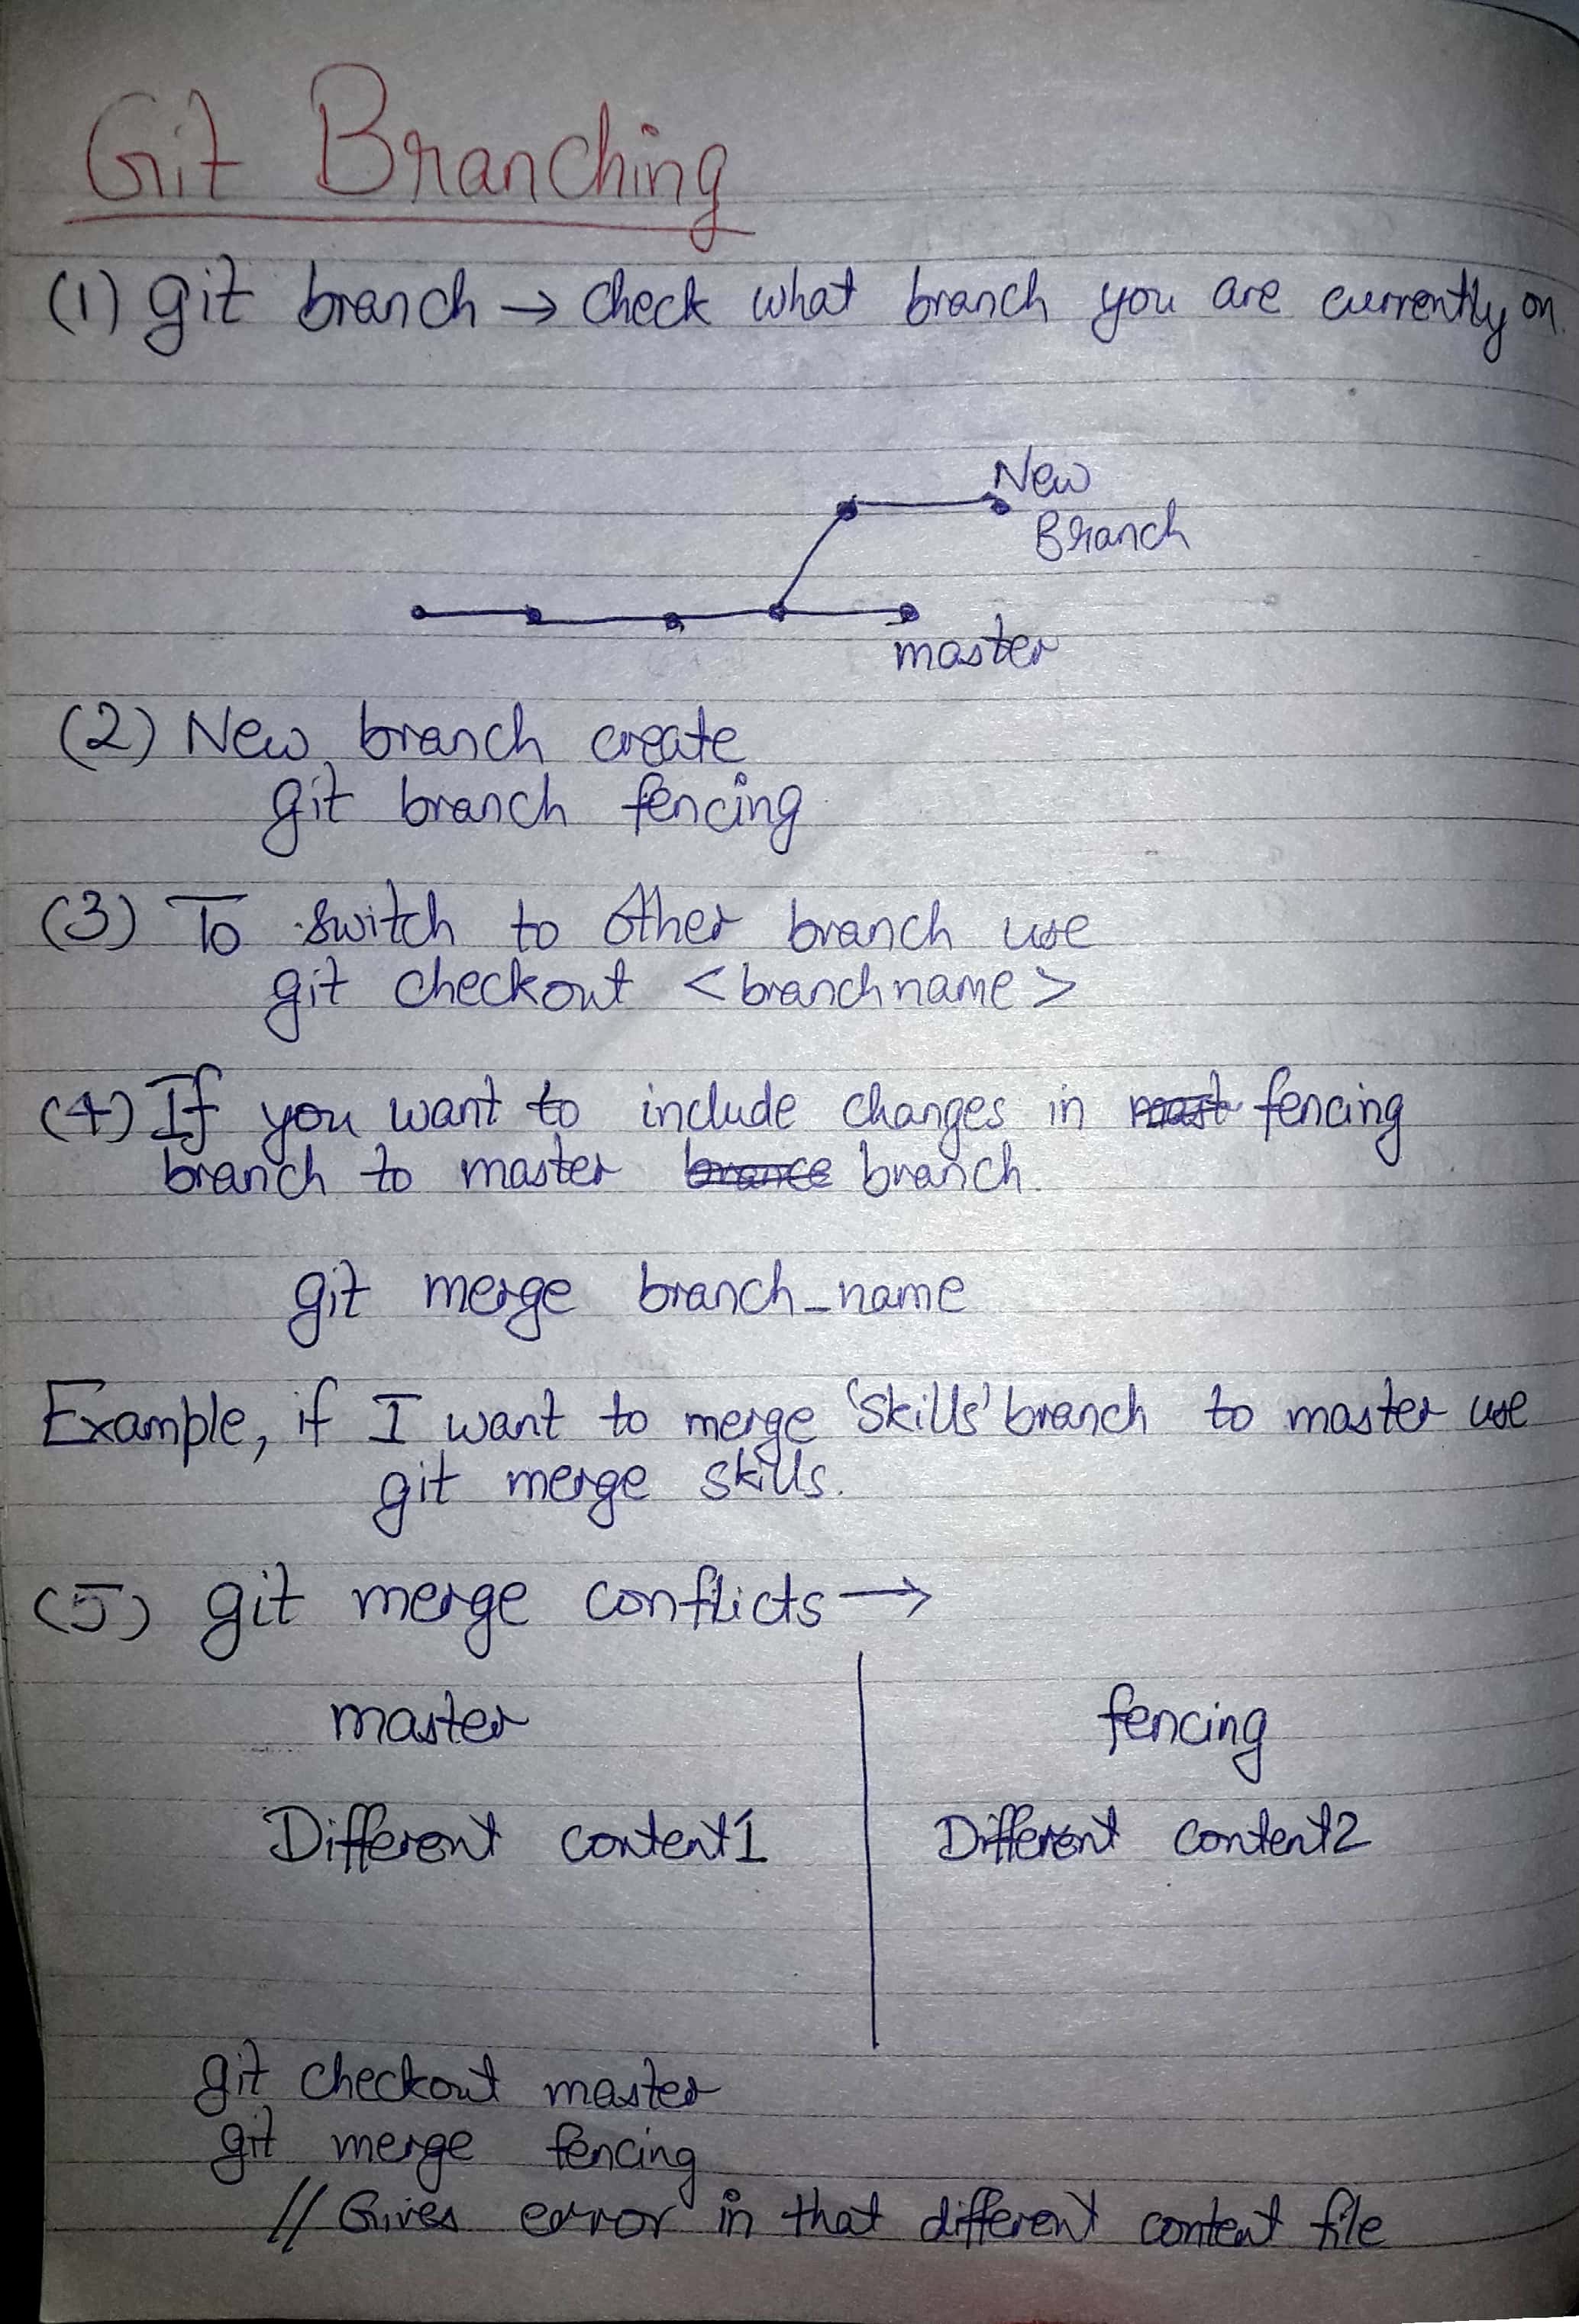 Git Branching
(1) git branch → check what branch you are currently on.
New
Branch
master
(2) New branch create
git branch fencing
(3) To switch to other branch use
git checkout <branchname>
(4) If you want to include changes in mast fencing
branch to master brance branch.
git merge branch_name
Example, if I want to merge 'skills' branch to master use
git merge skills.
(5) git merge conflicts →
master fencing
Different content1 Different content2
git checkout master
git merge fencing
// Gives error in that different content file